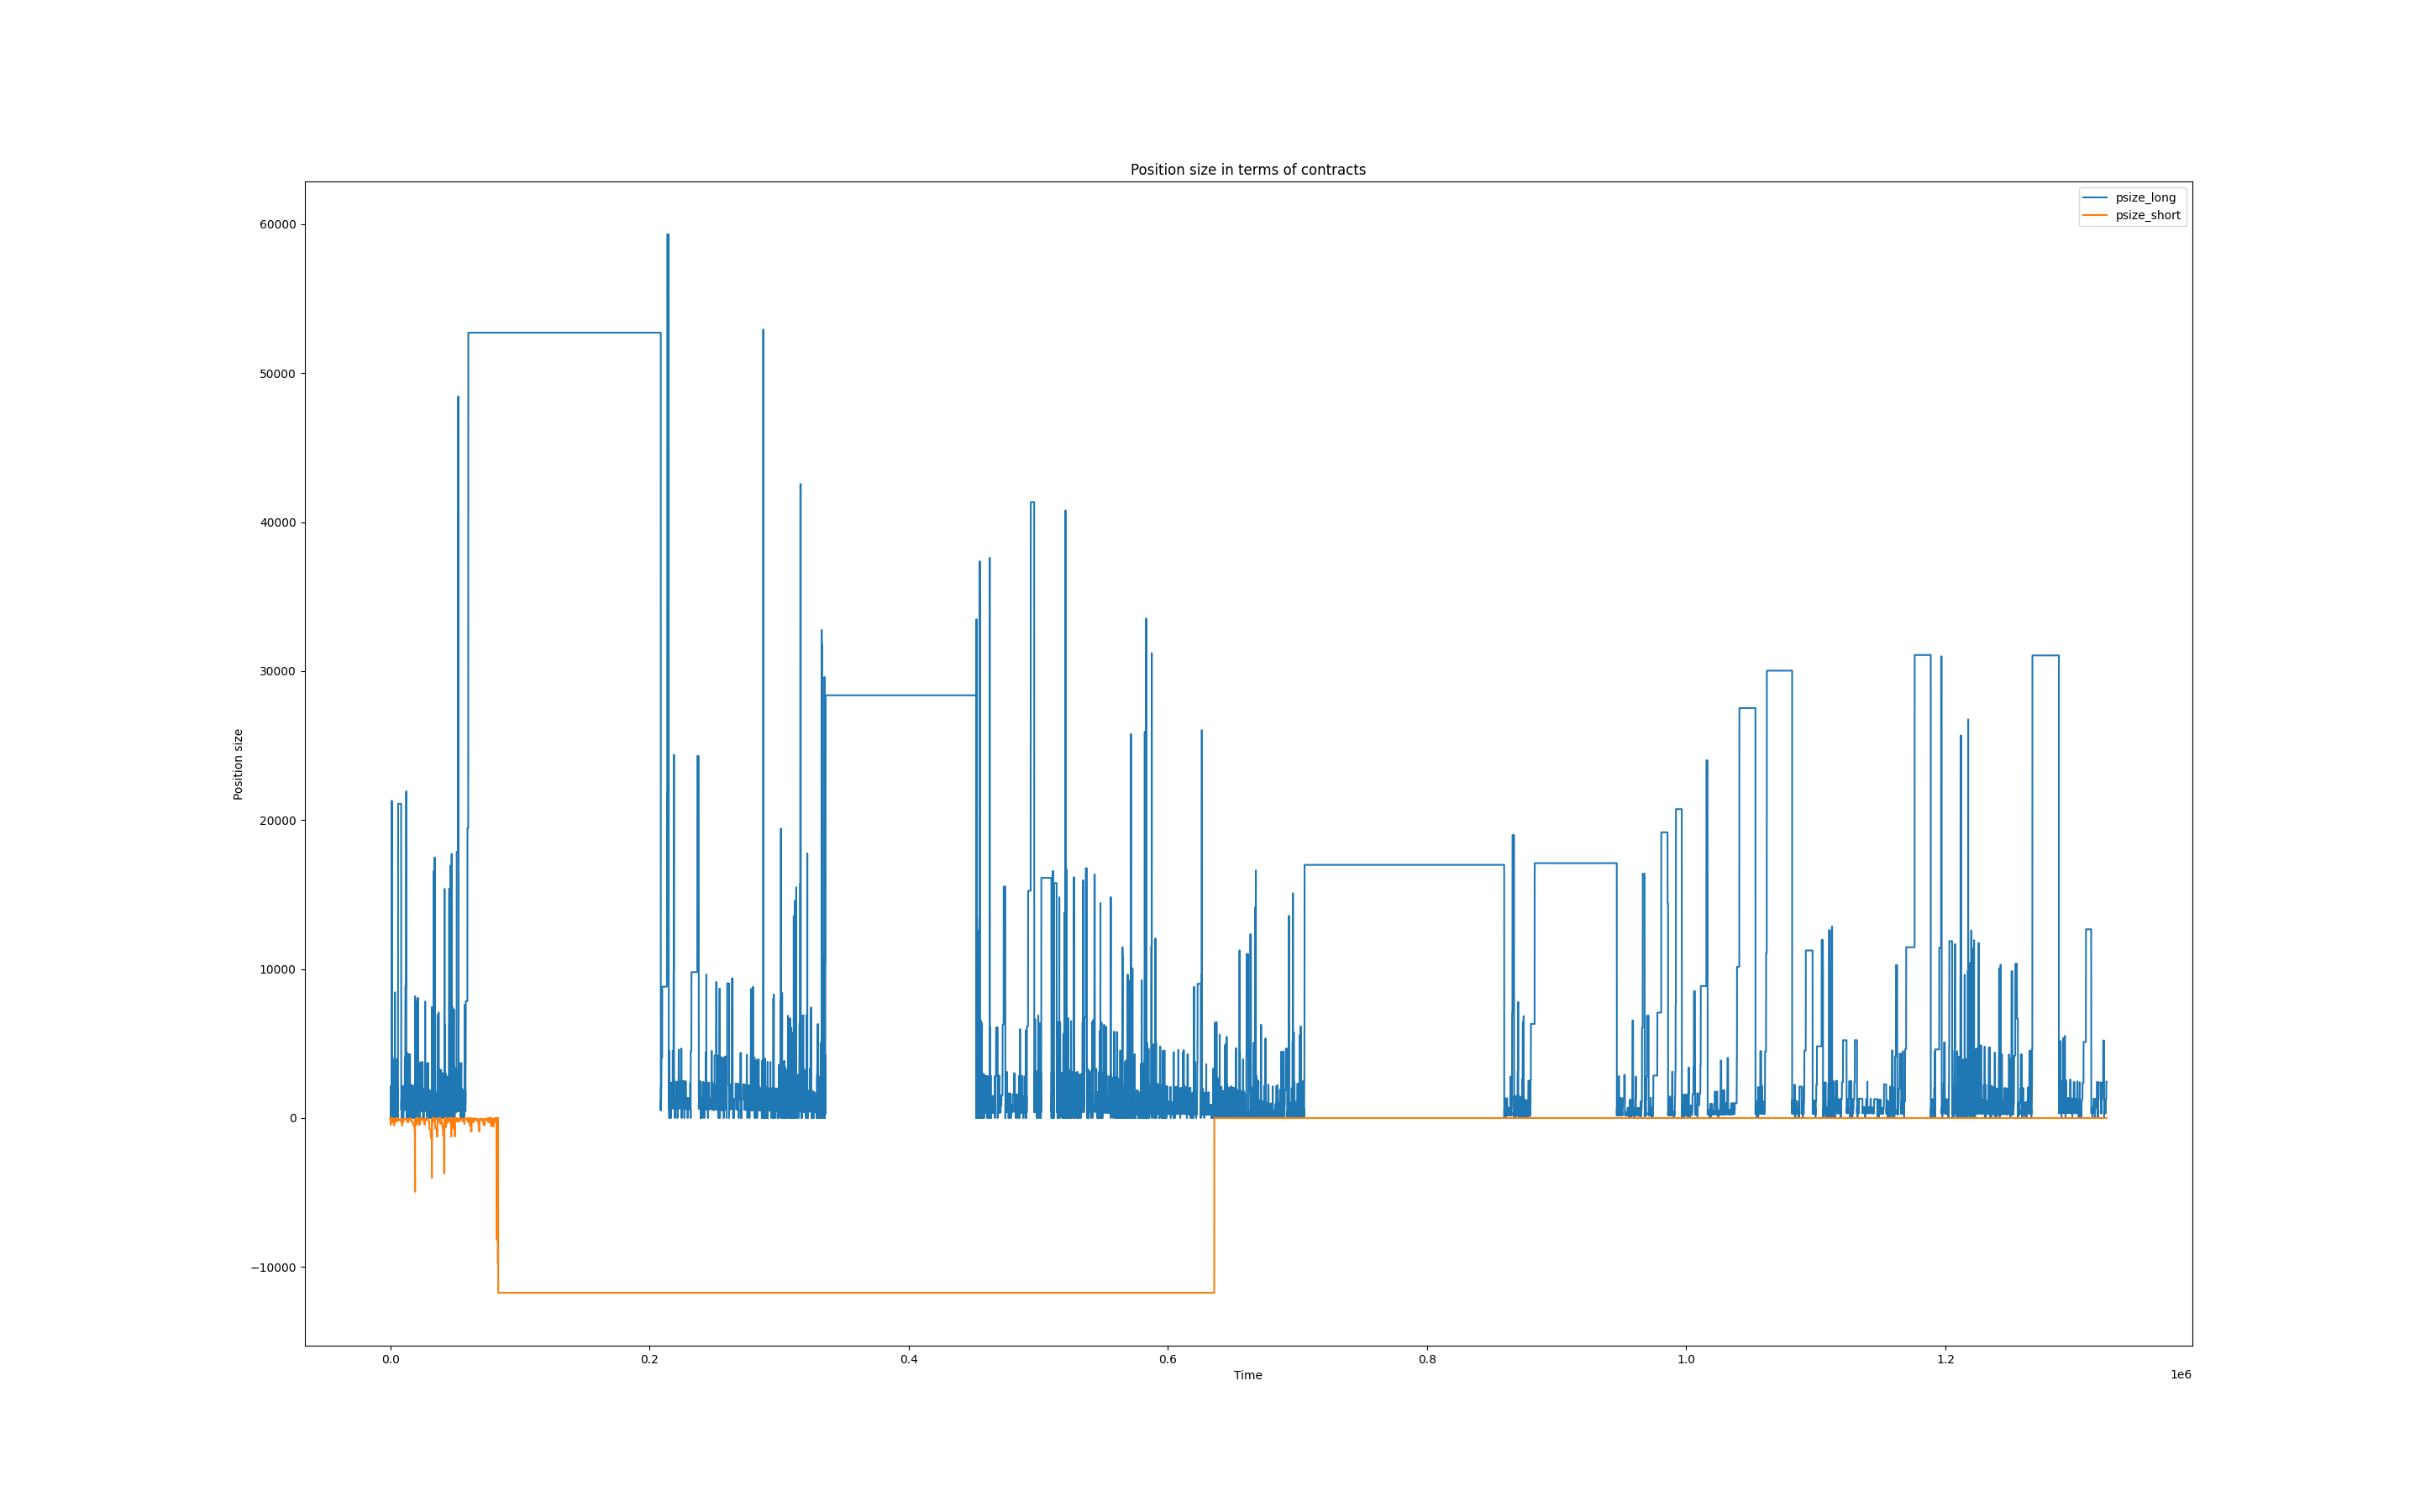 Position size in terms of contracts
psize_long
psize_short
60000
50000
40000
30000
20000
10000
0
−10000
Position size
0.0 0.2 0.4 0.6 0.8 1.0 1.2
Time
1e6